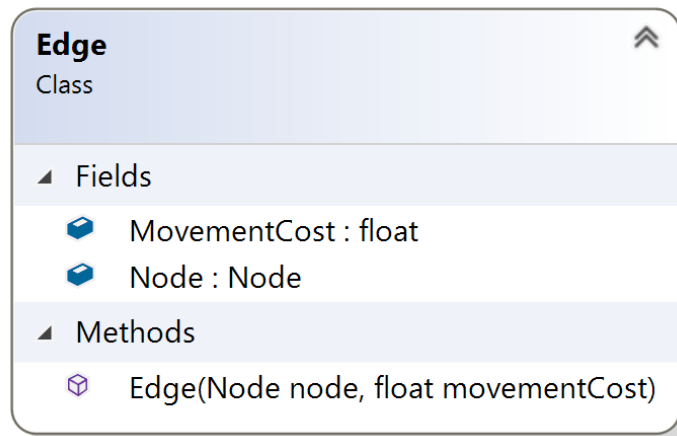 Edge
Class
Fields
MovementCost : float
Node : Node
Methods
Edge(Node node, float movementCost)